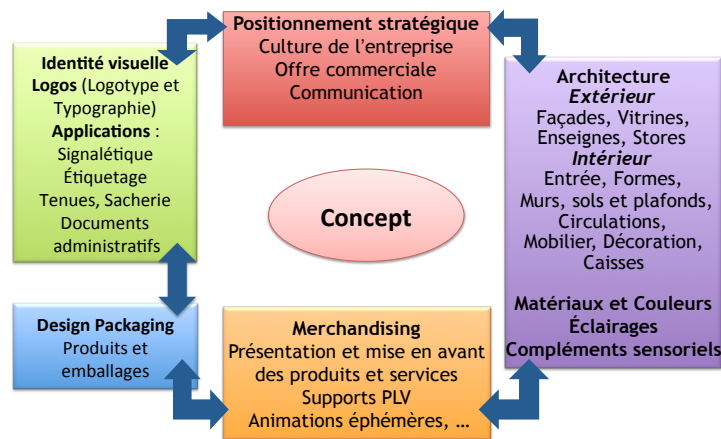 Positionnement stratégique
Culture de l'entreprise
Offre commerciale
Communication
Identité visuelle
Logos (Logotype et
Typographie)
Applications :
Signalétique
Étiquetage
Tenues, Sacherie
Documents
administratifs
Architecture
Extérieur
Façades, Vitrines,
Enseignes, Stores
Intérieur
Entrée, Formes,
Murs, sols et plafonds,
Circulations,
Mobilier, Décoration,
Caisses
Matériaux et Couleurs
Éclairages
Compléments sensoriels
Concept
Design Packaging
Produits et
emballages
Merchandising
Présentation et mise en avant
des produits et services
Supports PLV
Animations éphémères, …